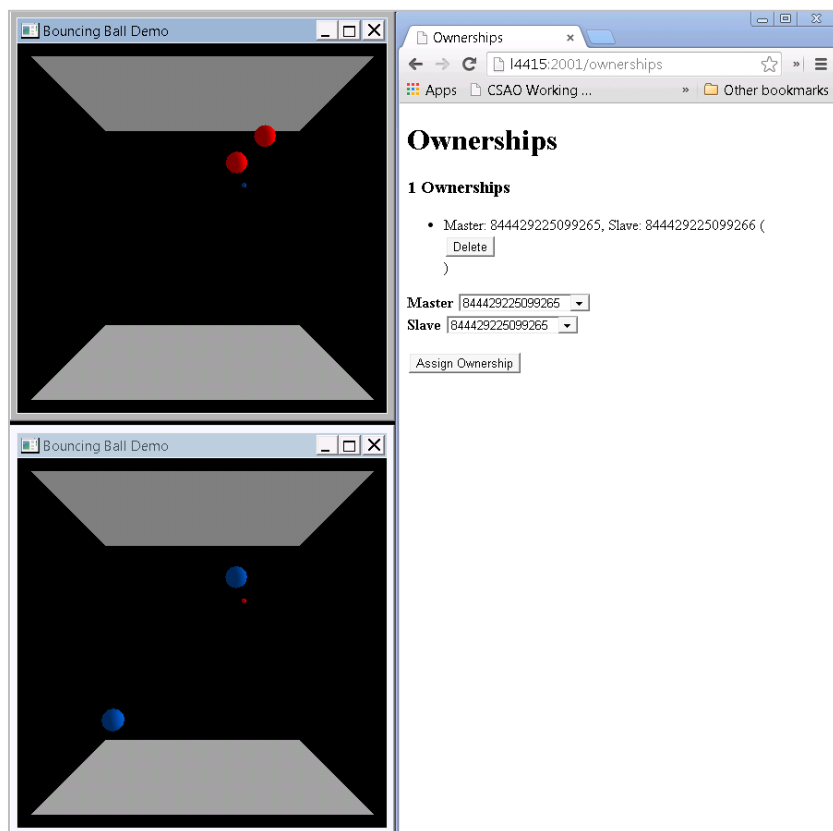 Bouncing Ball Demo
Bouncing Ball Demo
Ownerships
l4415:2001/ownerships
Apps CSAO Working ... » Other bookmarks
Ownerships
1 Ownerships
• Master: 844429225099265, Slave: 844429225099266 (
Delete
)
Master 844429225099265
Slave 844429225099265
Assign Ownership